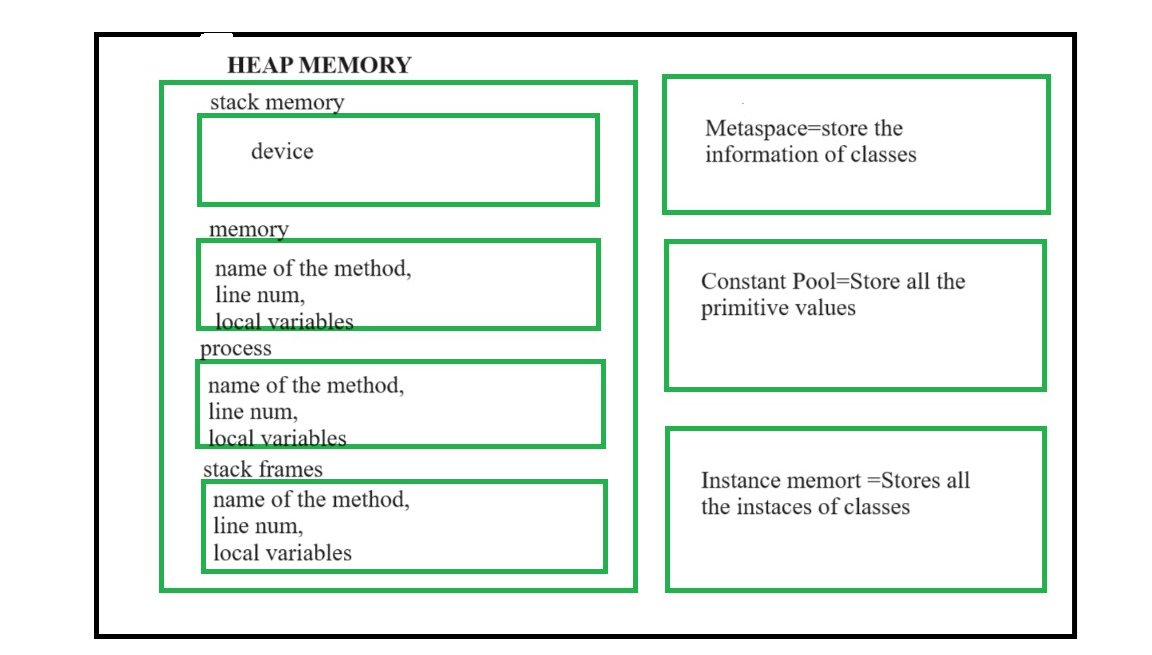 HEAP MEMORY
stack memory
device
memory
name of the method,
line num,
local variables
process
name of the method,
line num,
local variables
stack frames
name of the method,
line num,
local variables
Metaspace=store the
information of classes
Constant Pool=Store all the
primitive values
Instance memort =Stores all
the instaces of classes